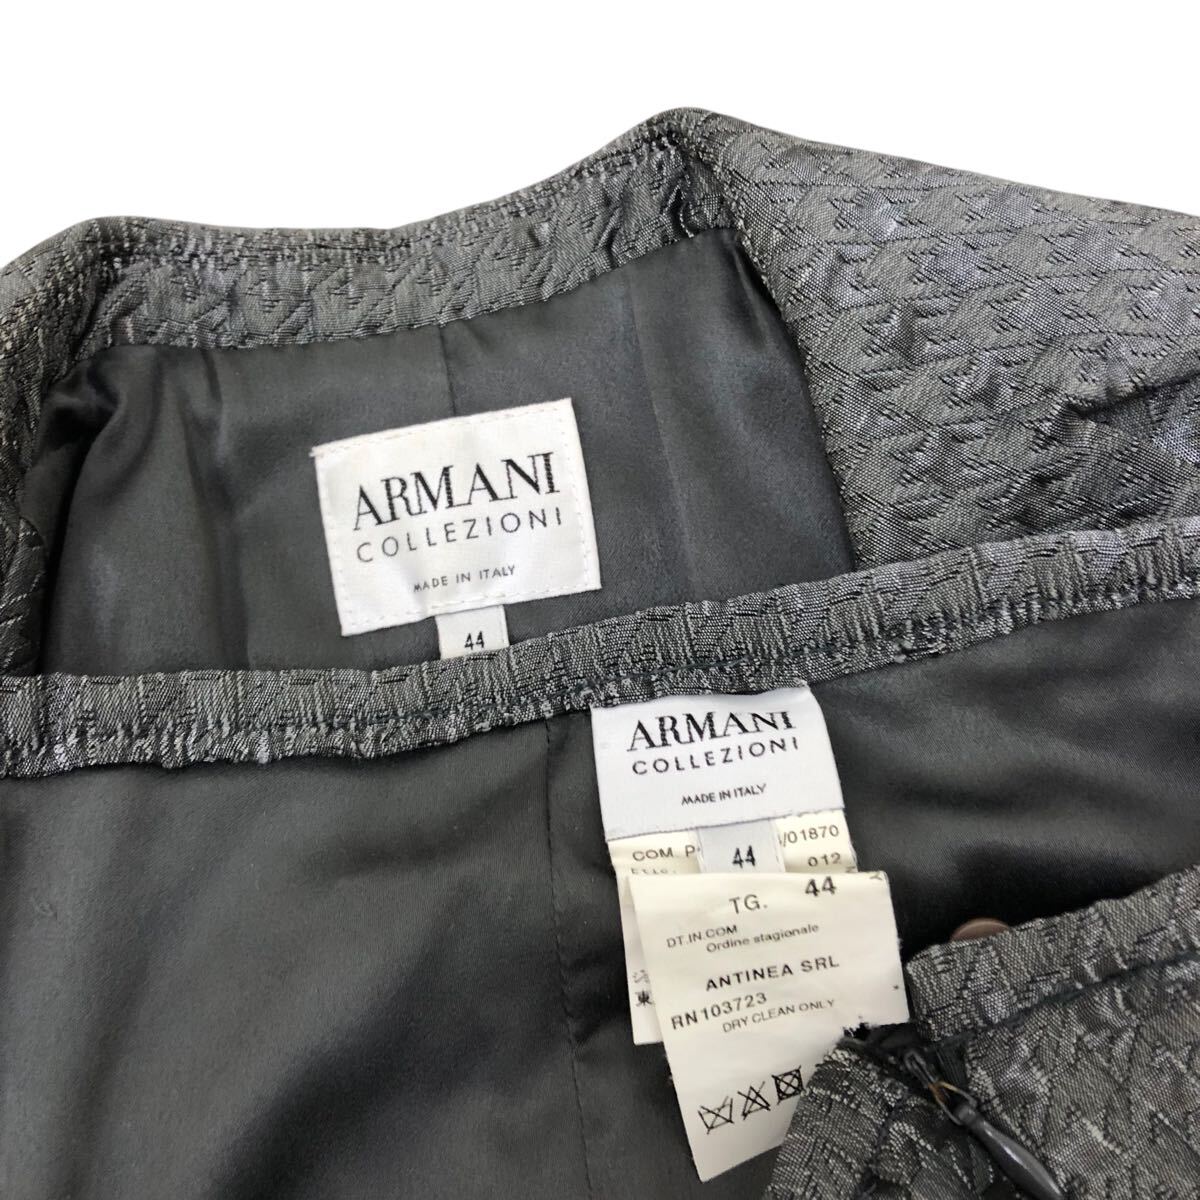 ARMANI
COLLEZIONI
MADE IN ITALY
44
ARMANI
COLLEZIONI
MADE IN ITALY
44
COM /01870
012
TG. 44
DT.IN.COM
Ordine stagionale
ANTINEA SRL
RN103723
DRY CLEAN ONLY
東